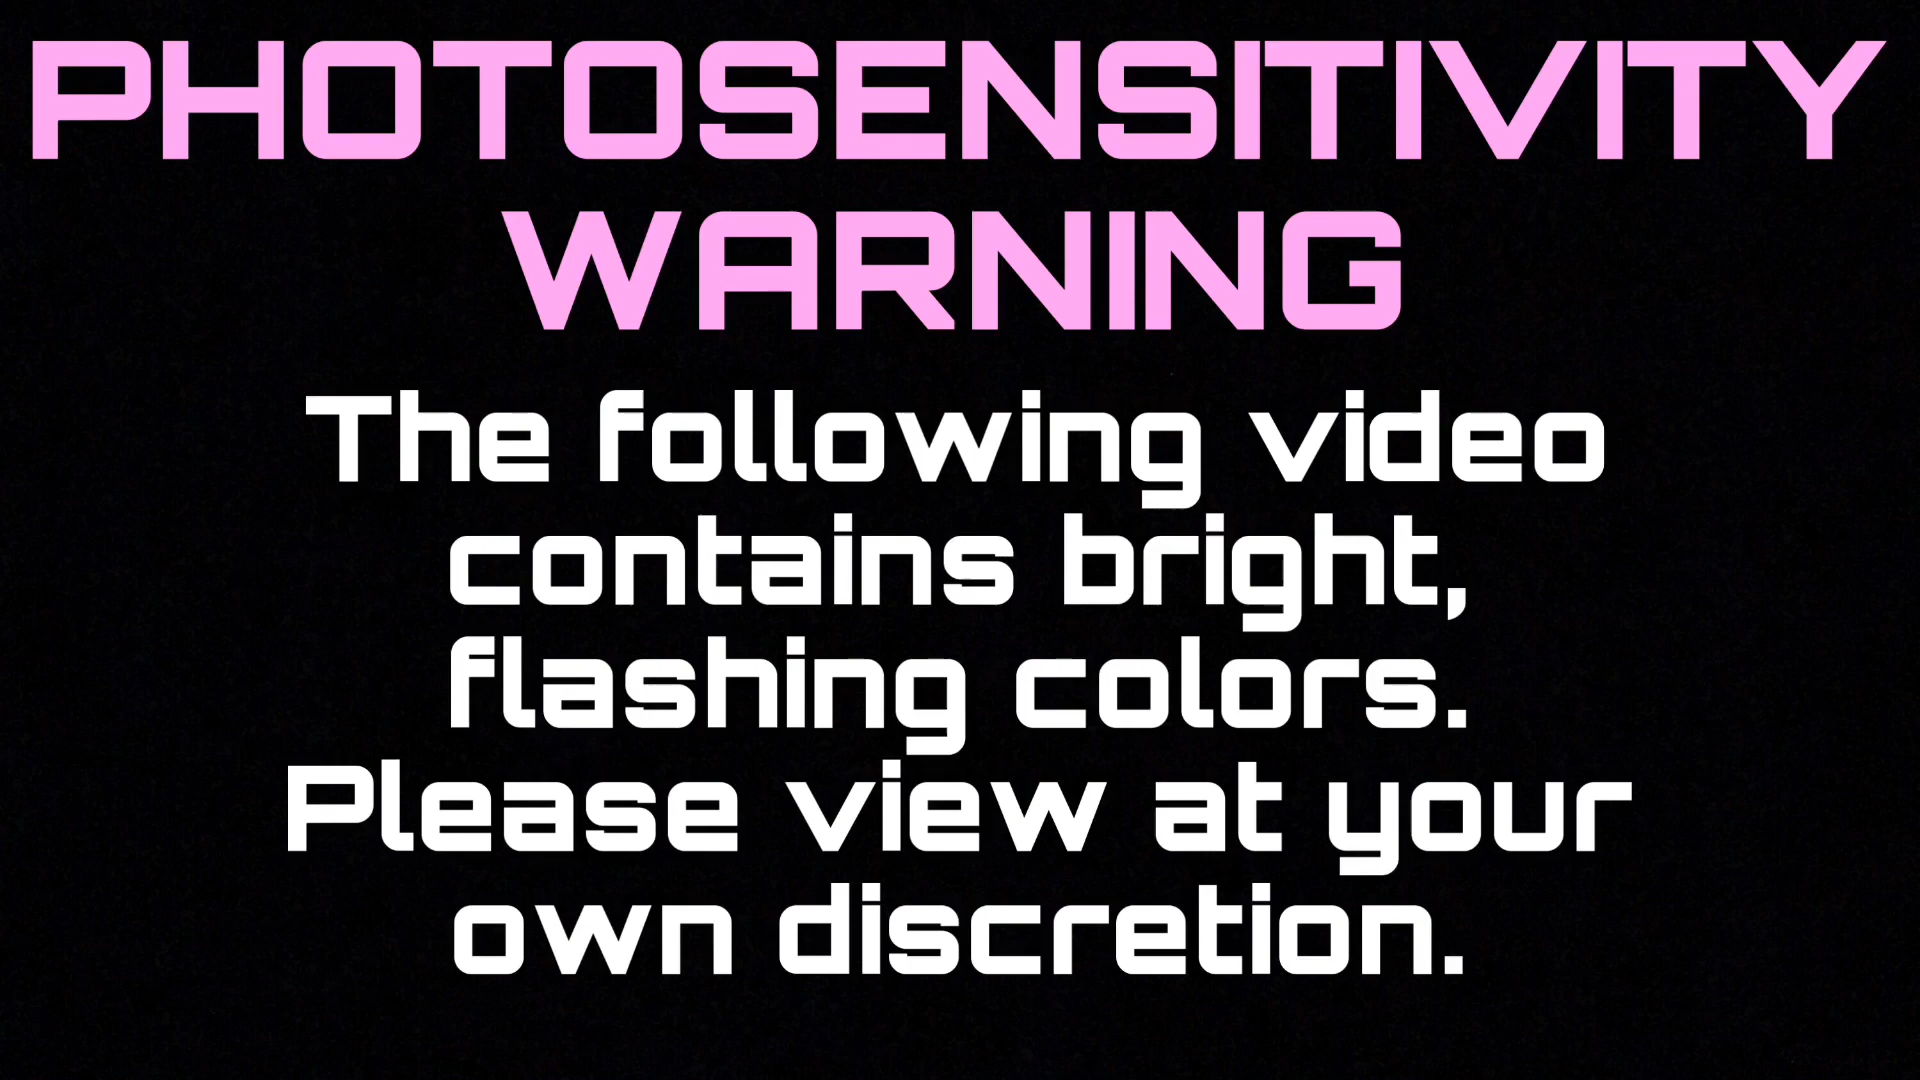 PHOTOSENSITIVITY
WARNING
The following video
contains bright,
flashing colors.
Please view at your
own discretion.